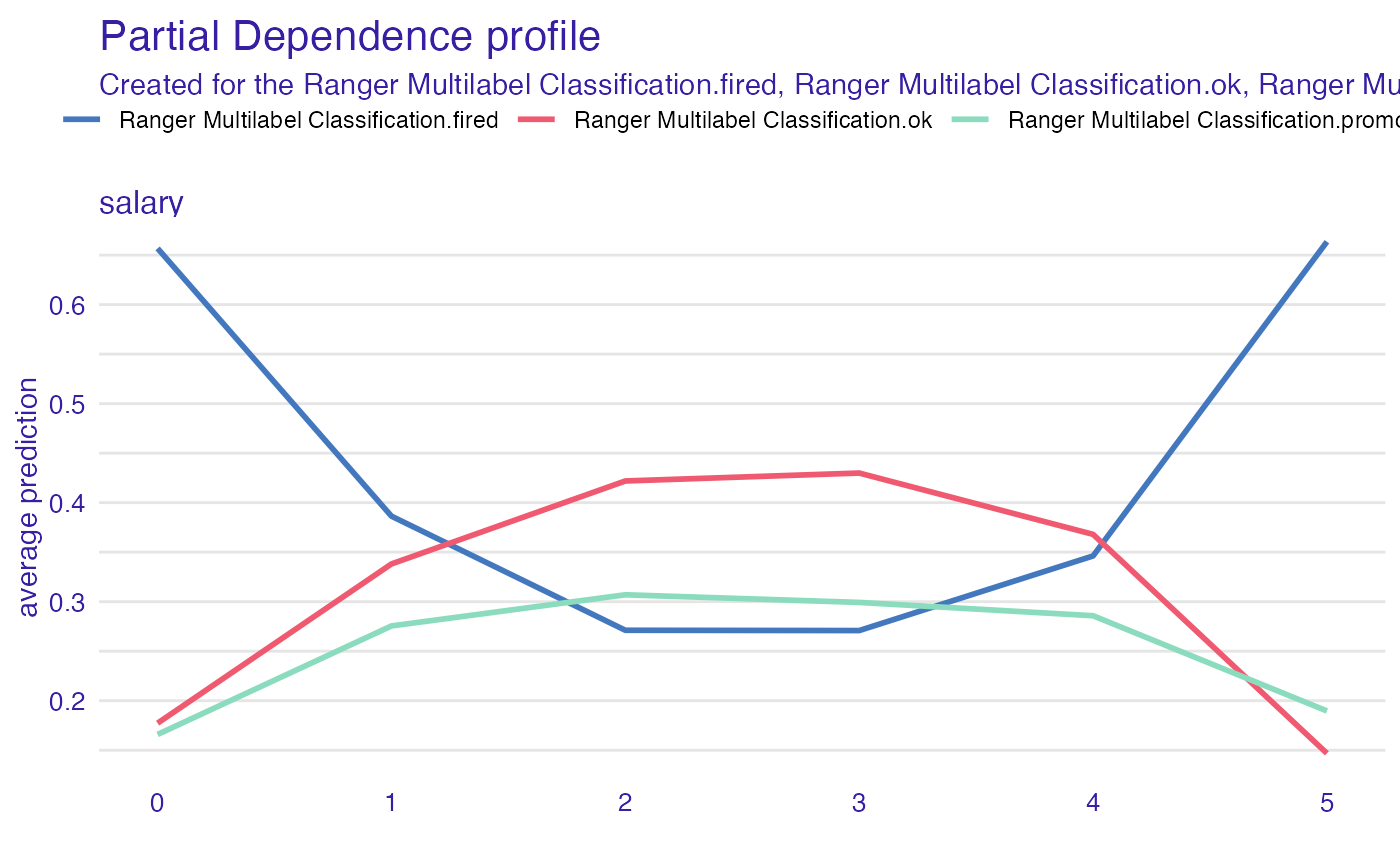 Partial Dependence profile
Created for the Ranger Multilabel Classification.fired, Ranger Multilabel Classification.ok, Ranger Mu
Ranger Multilabel Classification.fired Ranger Multilabel Classification.ok Ranger Multilabel Classification.promo
salary
0.6
0.5
0.4
0.3
0.2
average prediction
0 1 2 3 4 5